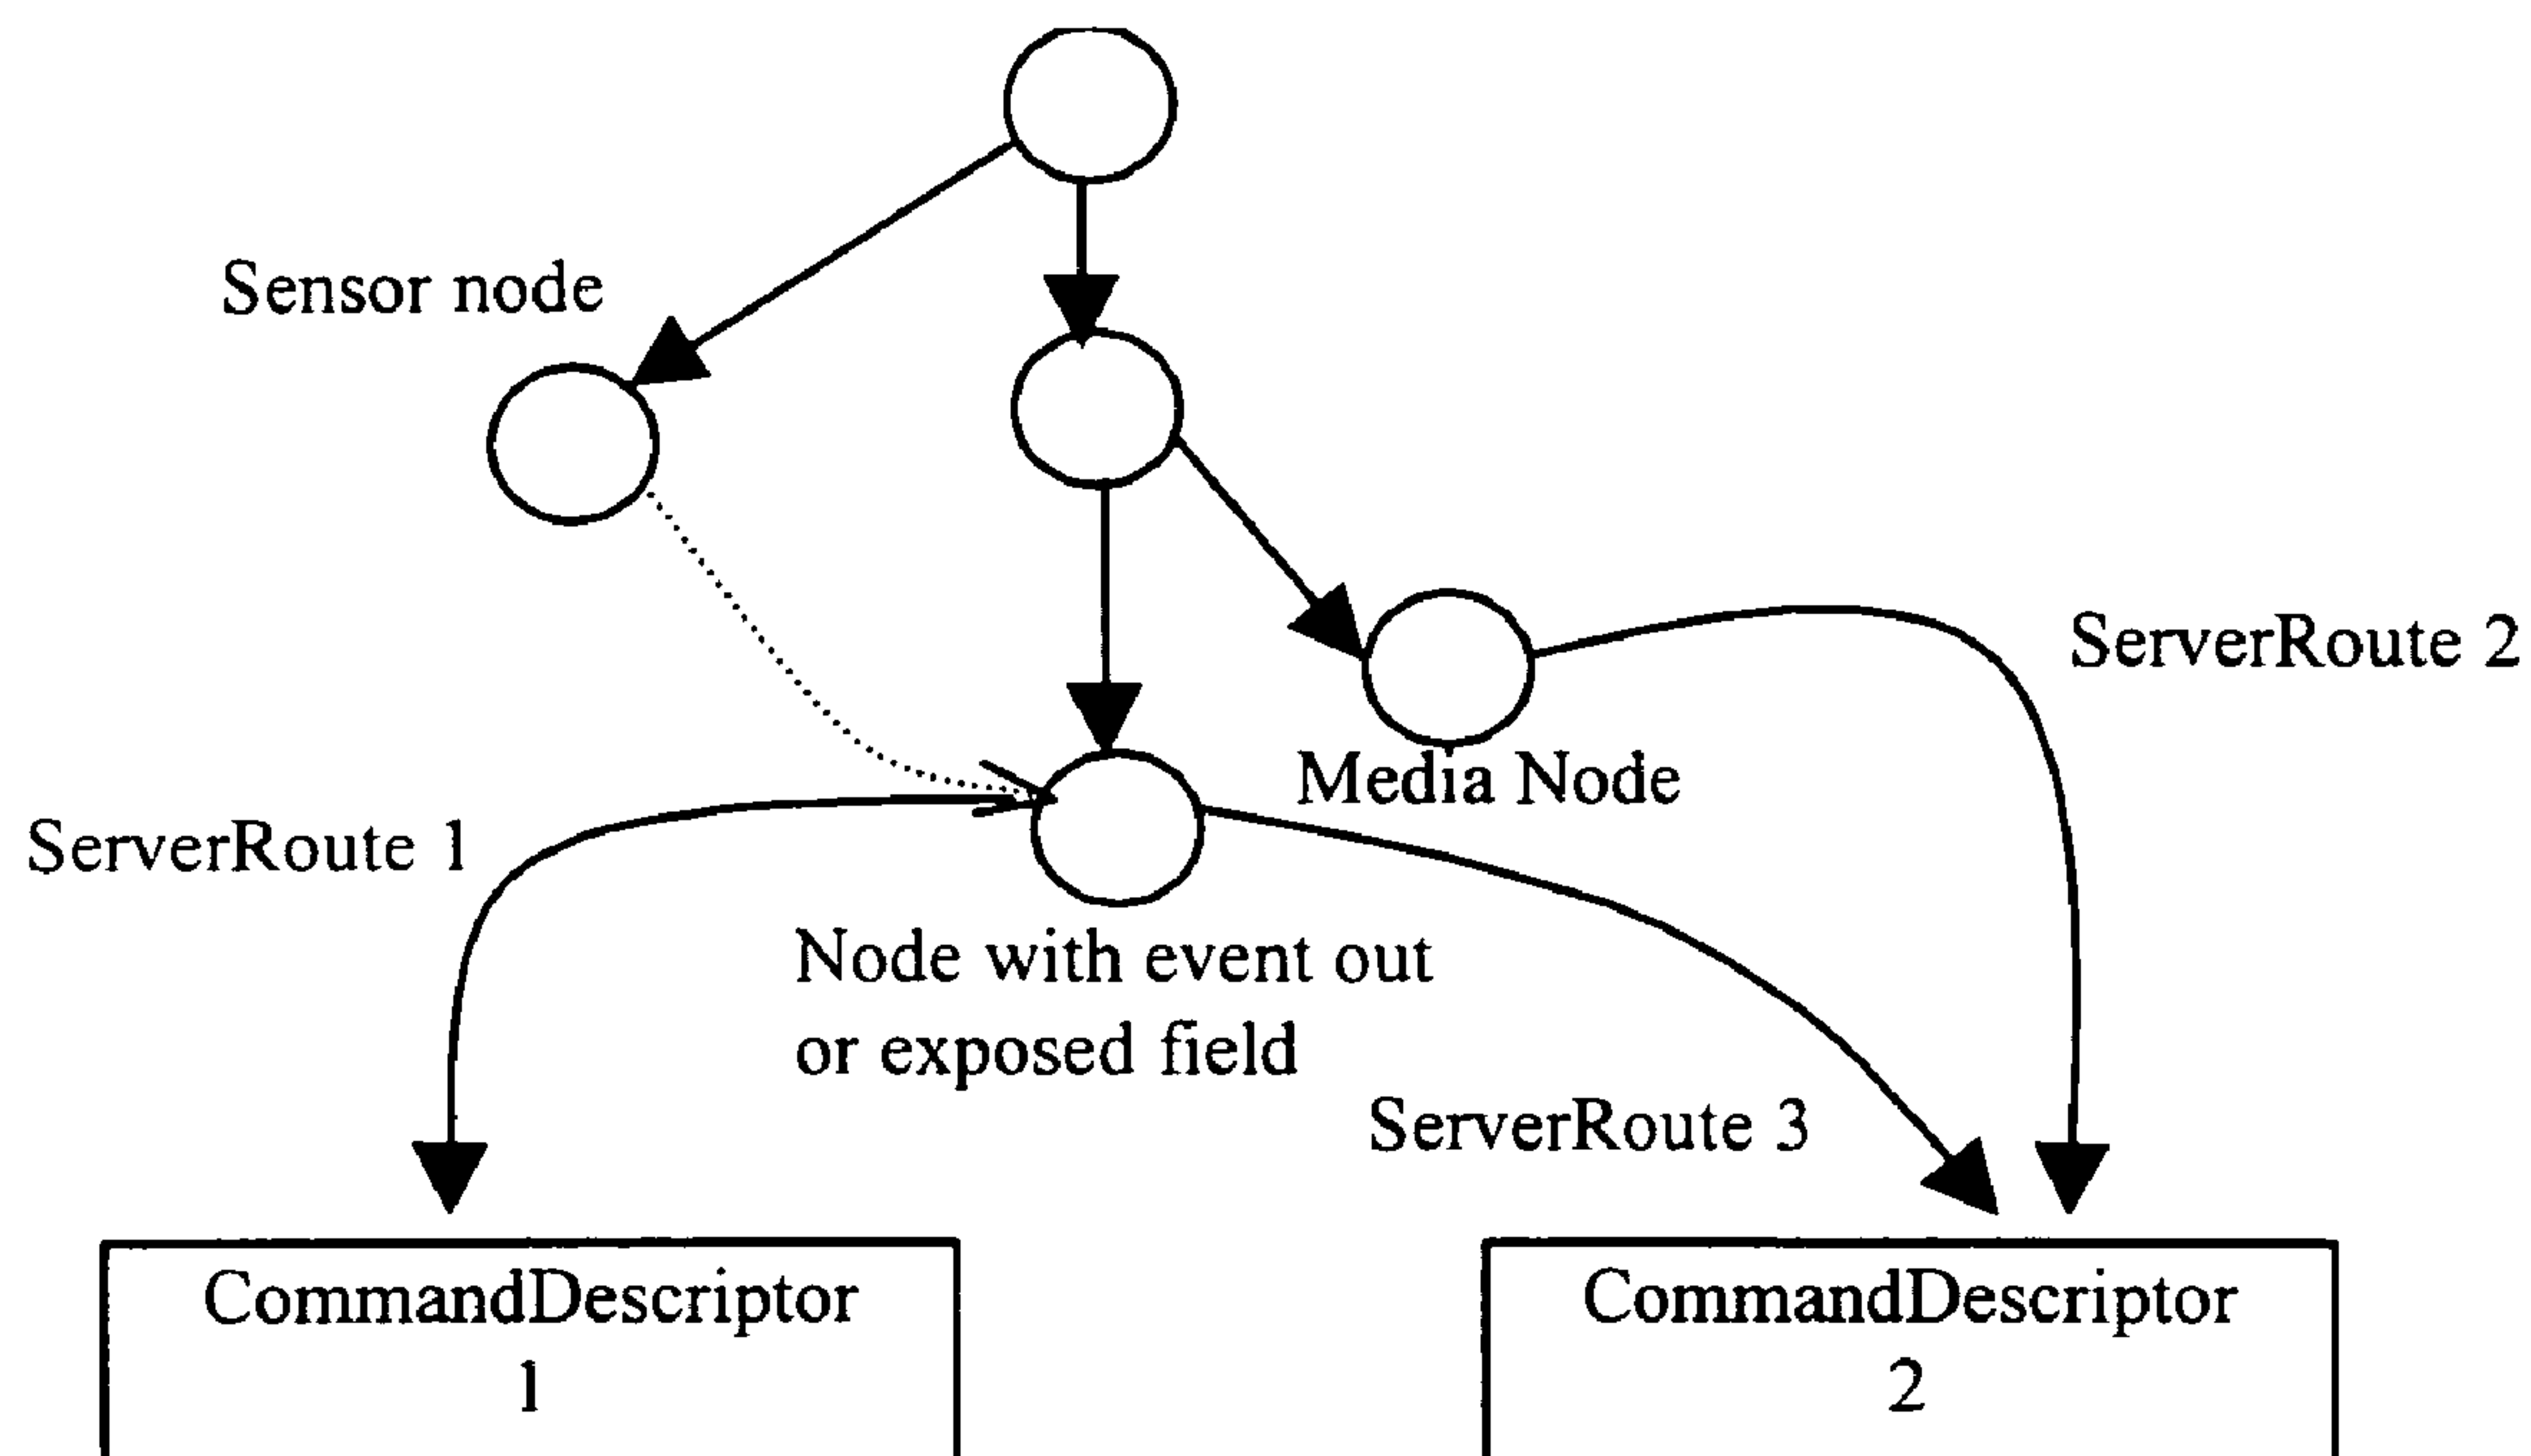 Sensor node
ServerRoute 2
Media Node
ServerRoute 1
Node with event out
or exposed field
ServerRoute 3
CommandDescriptor
1
CommandDescriptor
2